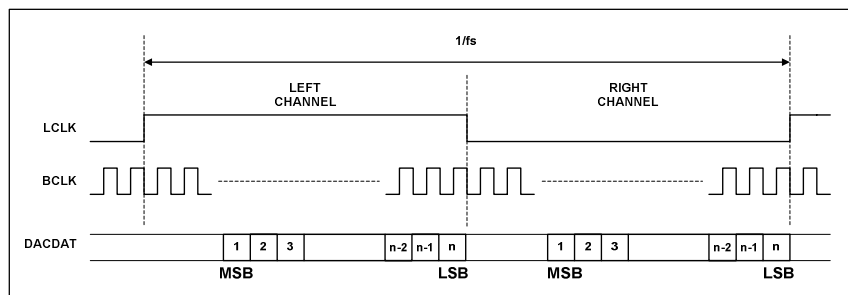 1/fs
LEFT
CHANNEL
RIGHT
CHANNEL
LCLK
BCLK
DACDAT
1 2 3 n-2 n-1 n 1 2 3 n-2 n-1 n
MSB LSB MSB LSB